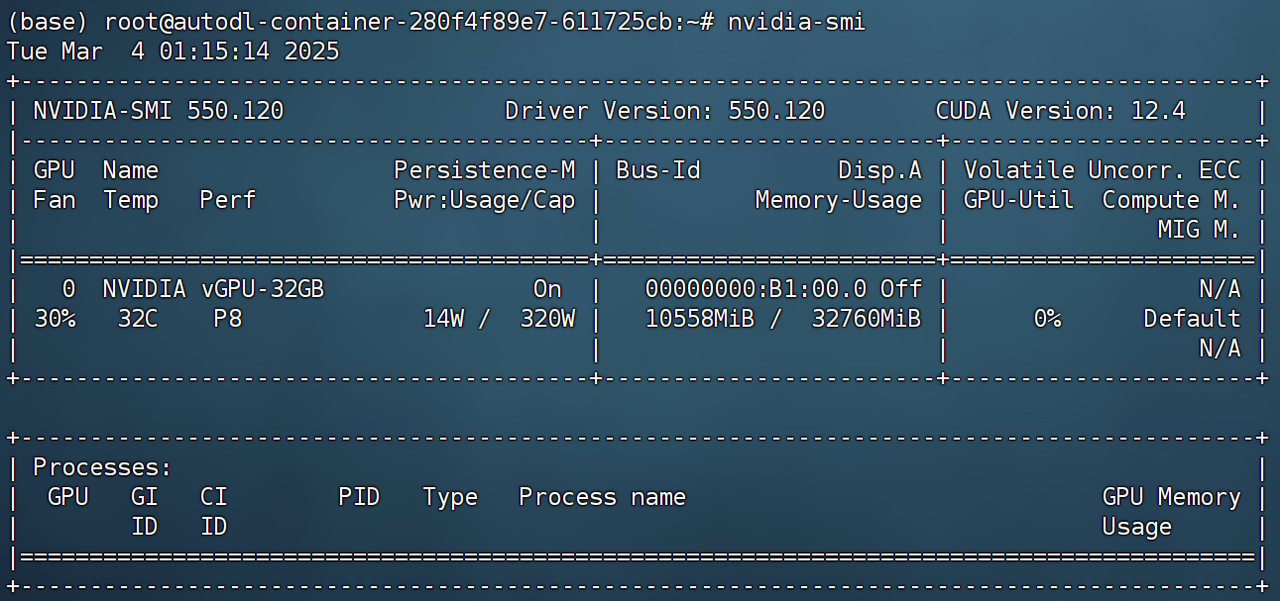 (base) root@autodl-container-280f4f89e7-611725cb:~# nvidia-smi
Tue Mar  4 01:15:14 2025
+-----------------------------------------------------------------------------------------+
| NVIDIA-SMI 550.120                Driver Version: 550.120        CUDA Version: 12.4     |
|-----------------------------------------+------------------------+----------------------+
| GPU  Name                 Persistence-M | Bus-Id          Disp.A | Volatile Uncorr. ECC |
| Fan  Temp   Perf          Pwr:Usage/Cap |           Memory-Usage | GPU-Util  Compute M. |
|                                         |                        |               MIG M. |
|=========================================+========================+======================|
|   0  NVIDIA vGPU-32GB               On  |   00000000:B1:00.0 Off |                  N/A |
| 30%   32C    P8             14W /  320W |   10558MiB /  32760MiB |      0%      Default |
|                                         |                        |                  N/A |
+-----------------------------------------+------------------------+----------------------+

+-----------------------------------------------------------------------------------------+
| Processes:                                                                              |
|  GPU   GI   CI        PID   Type   Process name                              GPU Memory |
|        ID   ID                                                               Usage      |
|=========================================================================================|
+-----------------------------------------------------------------------------------------+